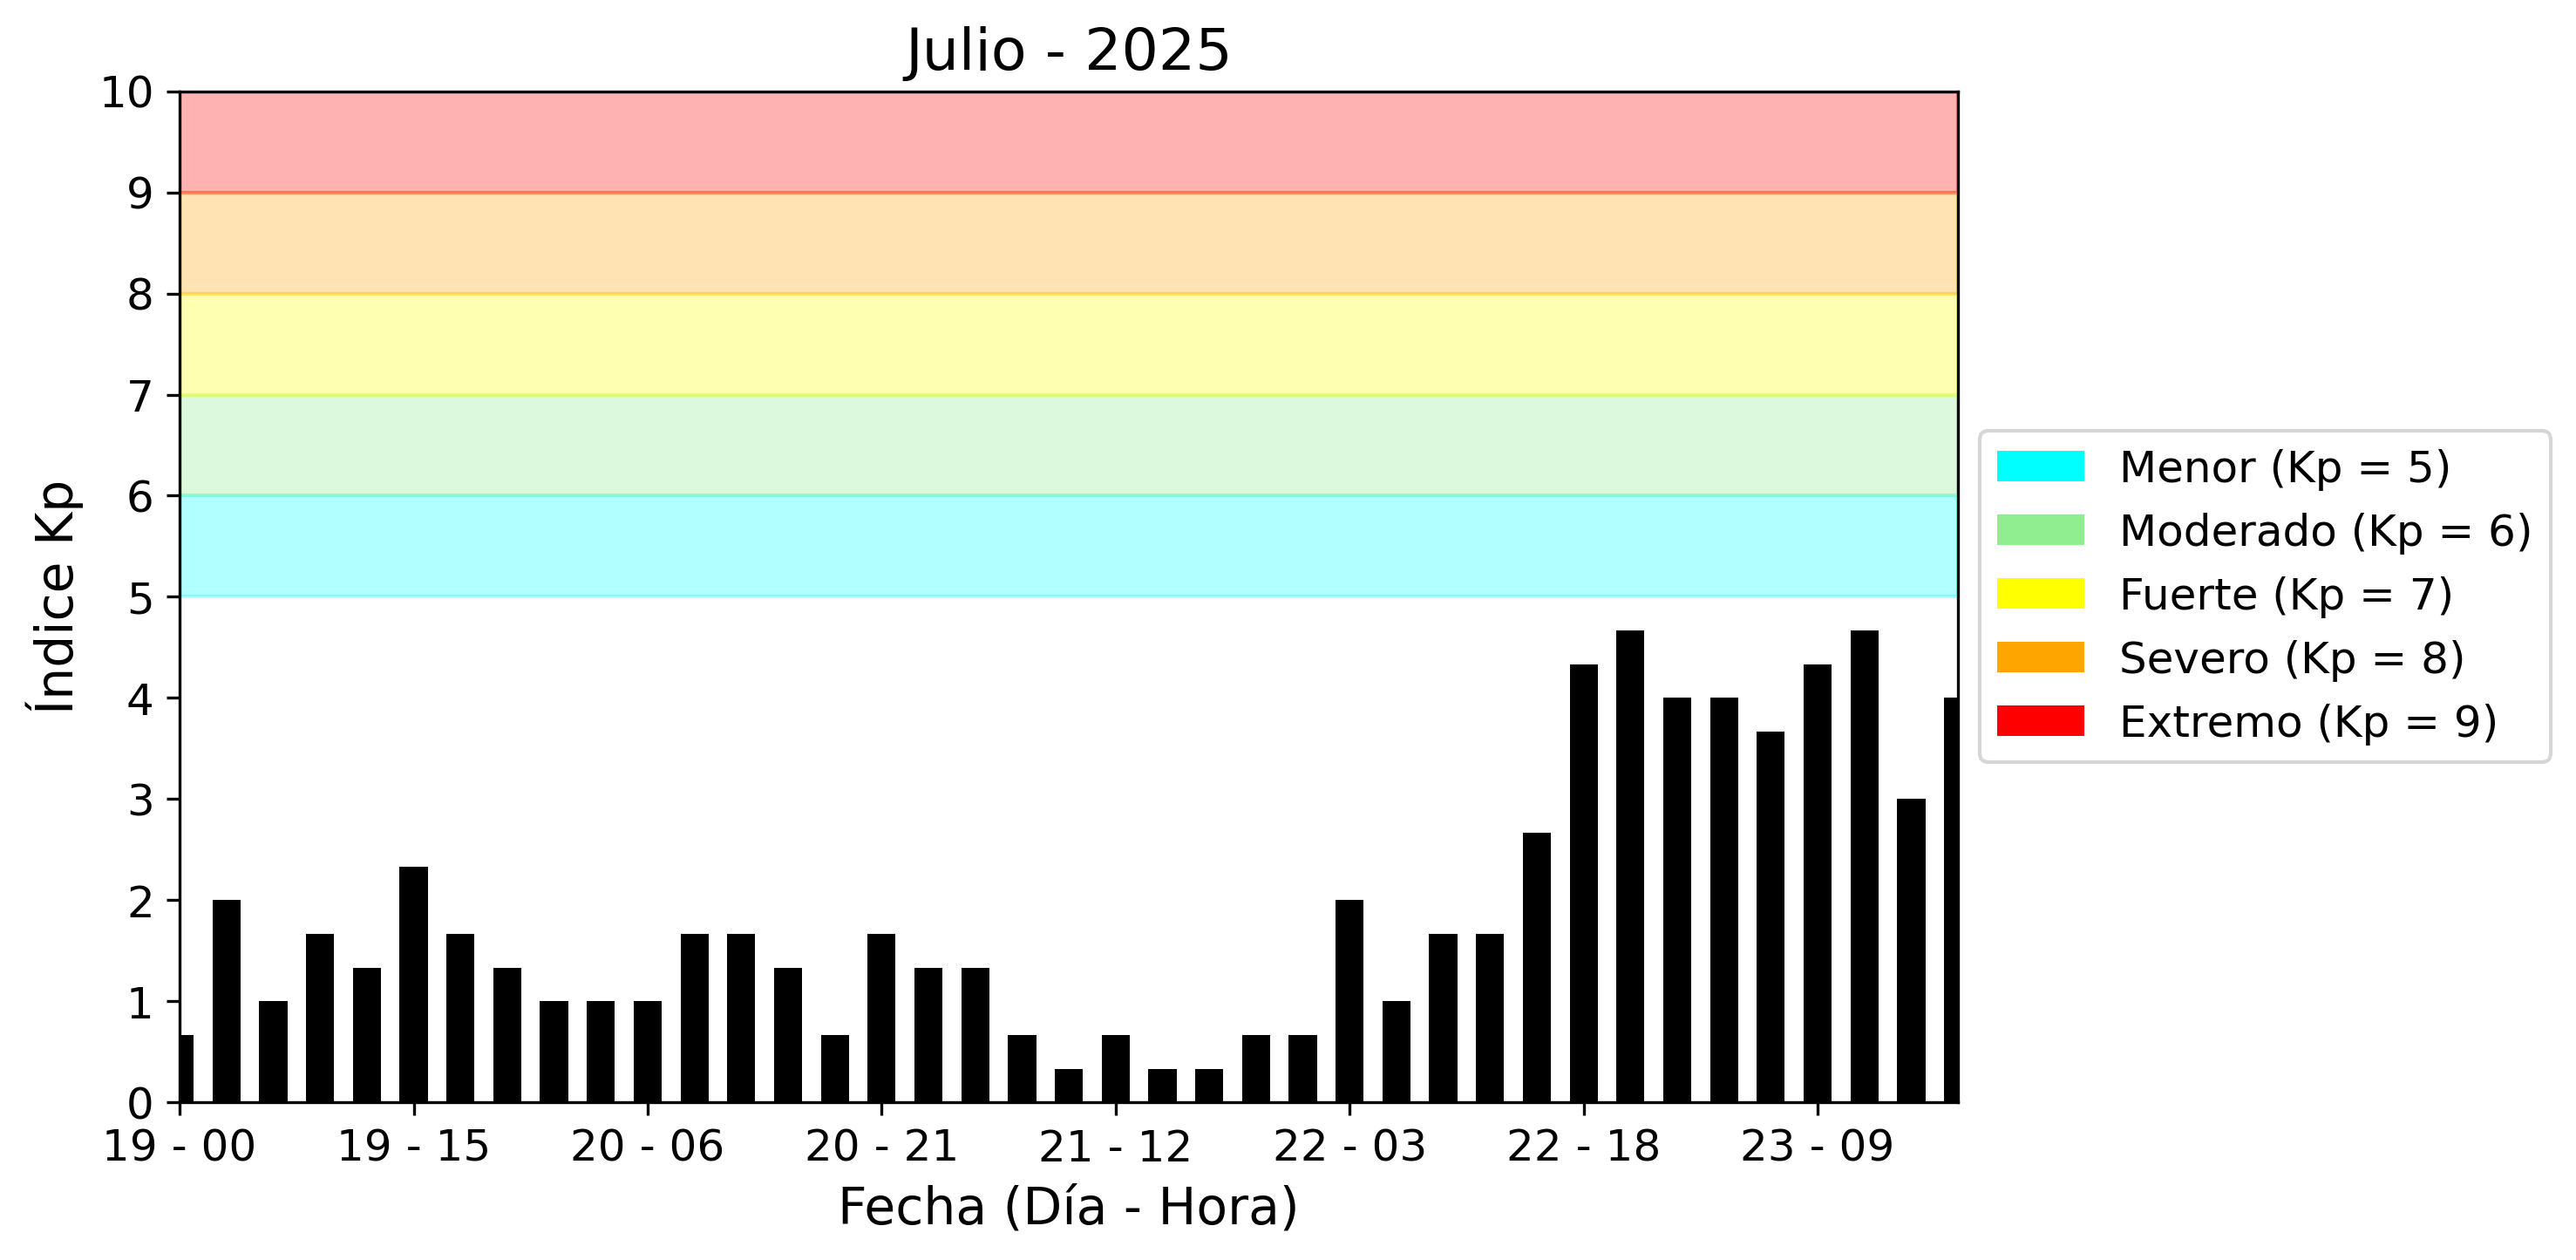 Julio - 2025
10
9
8
7
6
5
4
3
2
1
0
Índice Kp
19 - 00 19 - 15 20 - 06 20 - 21 21 - 12 22 - 03 22 - 18 23 - 09
Fecha (Día - Hora)
Menor (Kp = 5)
Moderado (Kp = 6)
Fuerte (Kp = 7)
Severo (Kp = 8)
Extremo (Kp = 9)